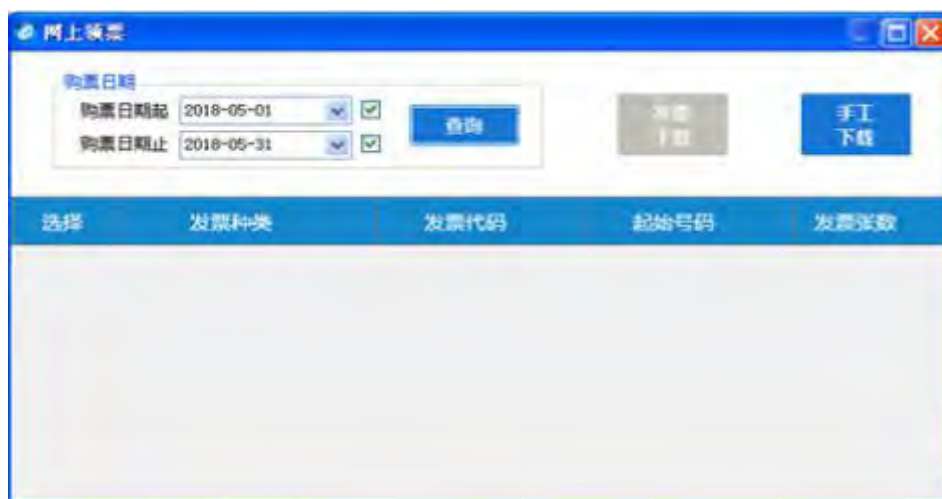 网上领票
购票日期
购票日期起 2018-05-01
查询
手工
下载
购票日期止 2018-05-31
选择 发票种类 发票代码 起始号码 发票张数